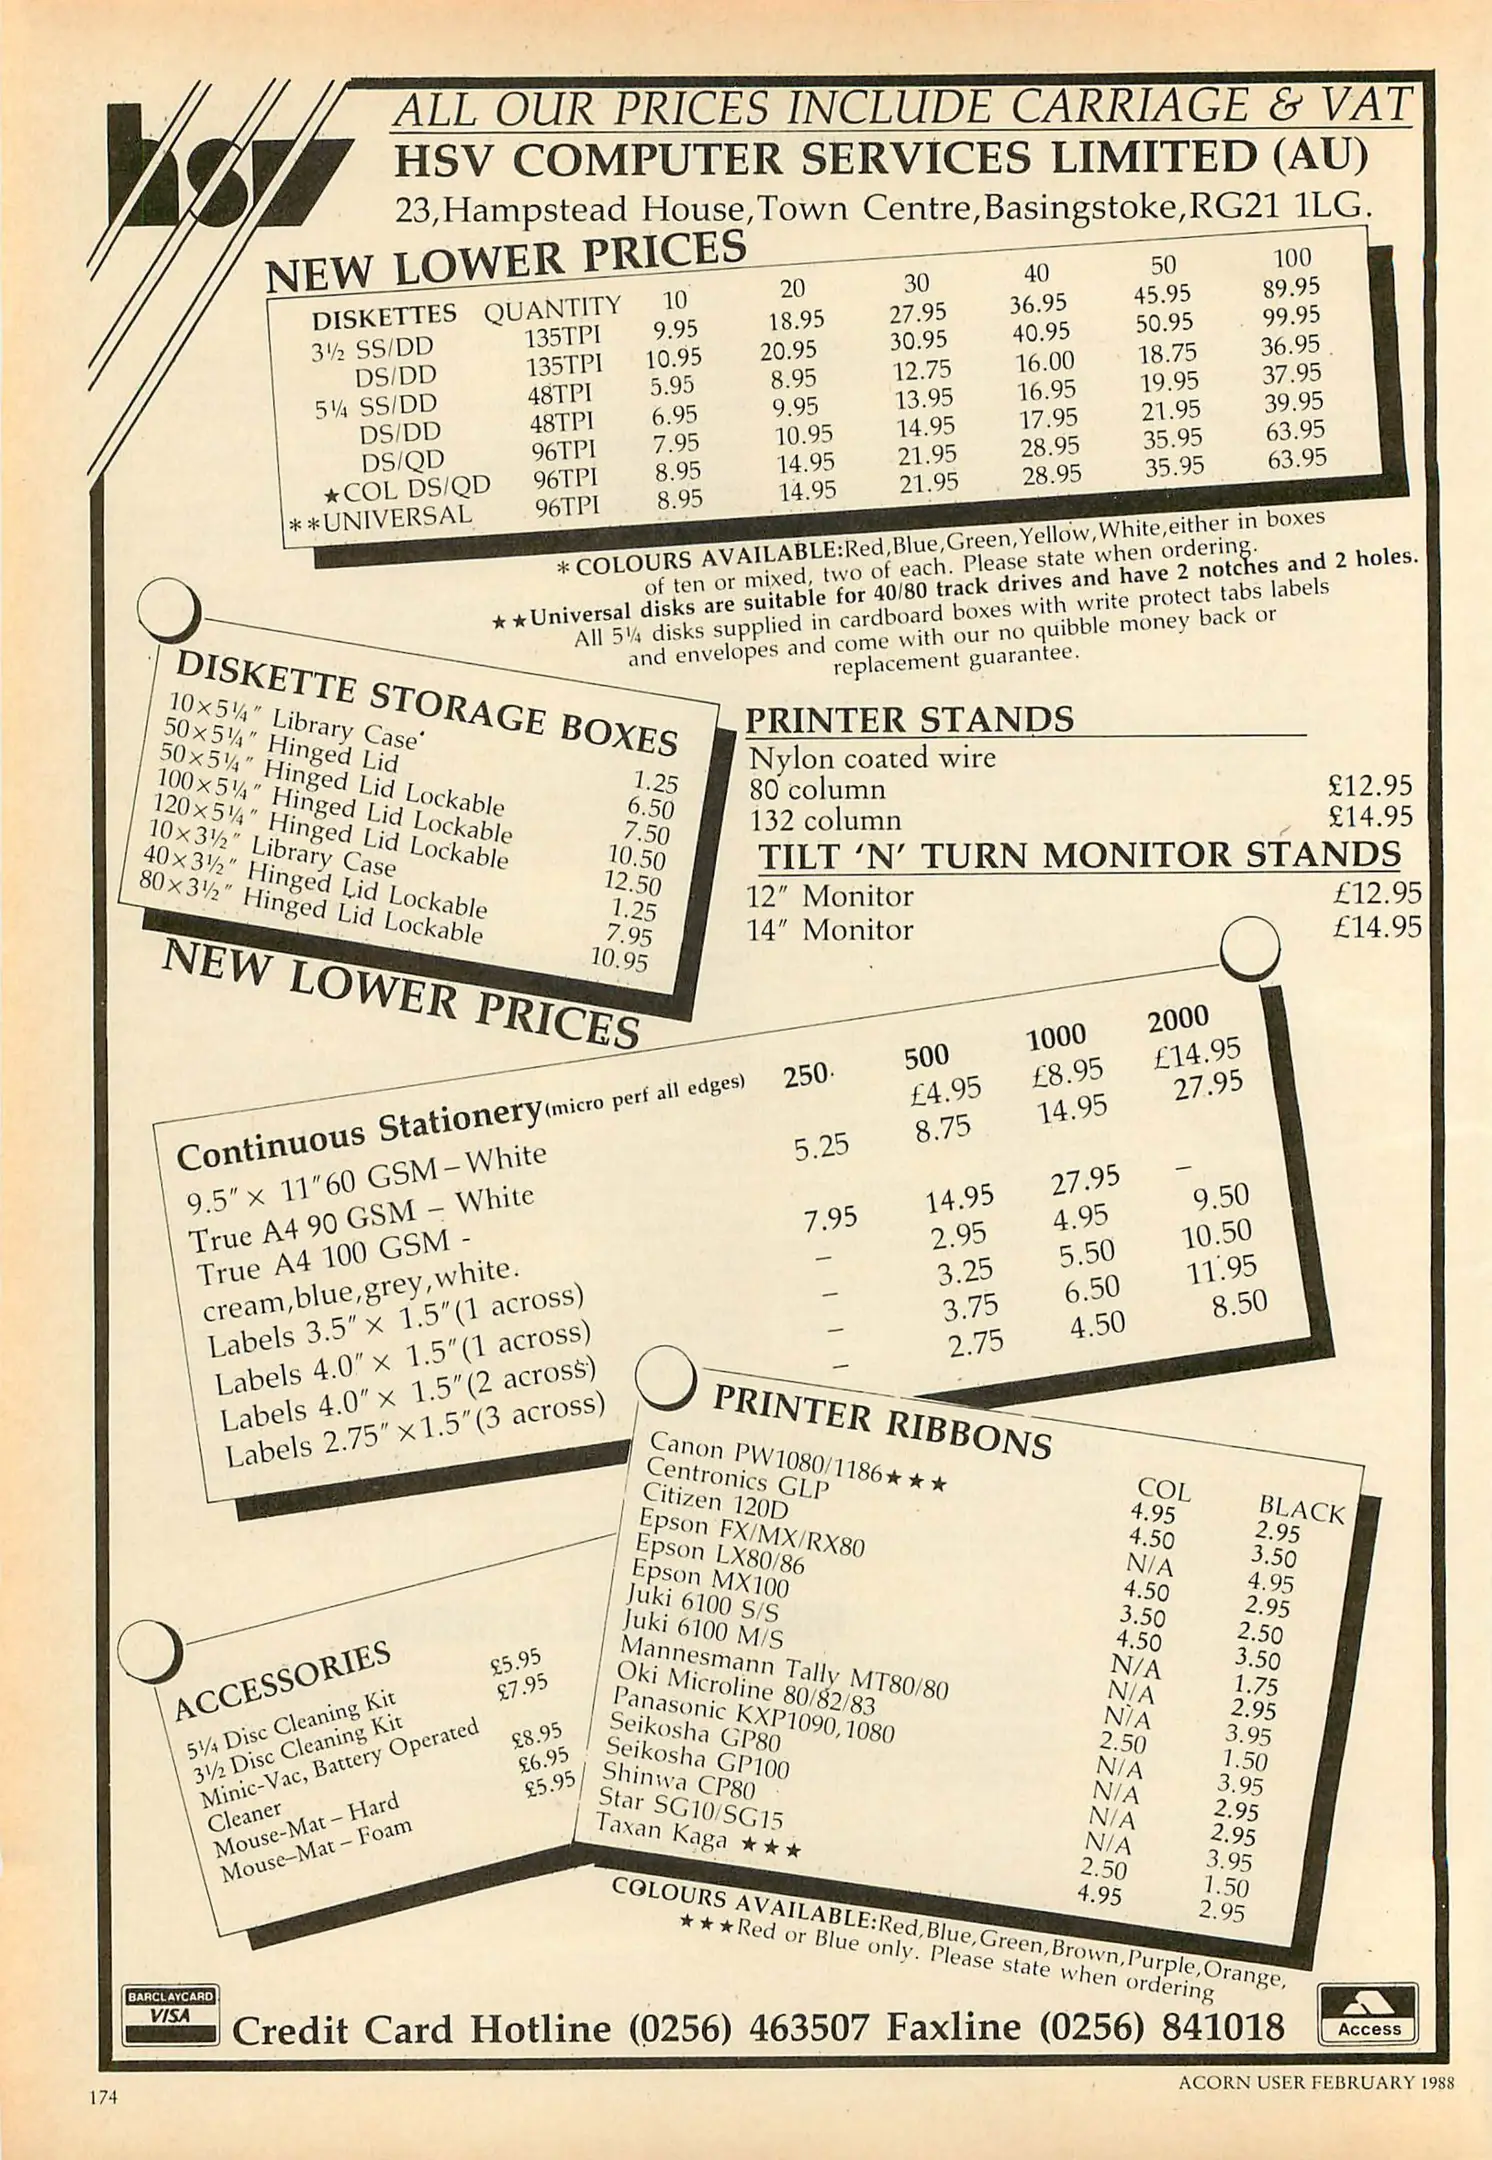 hsv
ALL OUR PRICES INCLUDE CARRIAGE & VAT
HSV COMPUTER SERVICES LIMITED (AU)
23,Hampstead House,Town Centre,Basingstoke,RG21 1LG.
NEW LOWER PRICES
DISKETTES QUANTITY 10 20 30 40 50 100
3½ SS/DD 135TPI 9.95 18.95 27.95 36.95 45.95 89.95
DS/DD 135TPI 10.95 20.95 30.95 40.95 50.95 99.95
5¼ SS/DD 48TPI 5.95 8.95 12.75 16.00 18.75 36.95
DS/DD 48TPI 6.95 9.95 13.95 16.95 19.95 37.95
DS/QD 96TPI 7.95 10.95 14.95 17.95 21.95 39.95
★COL DS/QD 96TPI 8.95 14.95 21.95 28.95 35.95 63.95
**UNIVERSAL 96TPI 8.95 14.95 21.95 28.95 35.95 63.95
* COLOURS AVAILABLE:Red,Blue,Green,Yellow,White,either in boxes
of ten or mixed, two of each. Please state when ordering.
★★Universal disks are suitable for 40/80 track drives and have 2 notches and 2 holes.
All 5¼ disks supplied in cardboard boxes with write protect tabs labels
and envelopes and come with our no quibble money back or
replacement guarantee.
DISKETTE STORAGE BOXES
10×5¼" Library Case 1.25
50×5¼" Hinged Lid 6.50
50×5¼" Hinged Lid Lockable 7.50
100×5¼" Hinged Lid Lockable 10.50
120×5¼" Hinged Lid Lockable 12.50
10×3½" Library Case 1.25
40×3½" Hinged Lid Lockable 7.95
80×3½" Hinged Lid Lockable 10.95
NEW LOWER PRICES
PRINTER STANDS
Nylon coated wire
80 column £12.95
132 column £14.95
TILT 'N' TURN MONITOR STANDS
12" Monitor £12.95
14" Monitor £14.95
Continuous Stationery(micro perf all edges) 250 500 1000 2000
9.5" × 11"60 GSM – White £4.95 £8.95 £14.95
True A4 90 GSM – White 5.25 8.75 14.95 27.95
True A4 100 GSM -
cream,blue,grey,white. 7.95 14.95 27.95 –
Labels 3.5" × 1.5"(1 across) – 2.95 4.95 9.50
Labels 4.0" × 1.5"(1 across) – 3.25 5.50 10.50
Labels 4.0" × 1.5"(2 across) – 3.75 6.50 11.95
Labels 2.75" ×1.5"(3 across) – 2.75 4.50 8.50
PRINTER RIBBONS
COL BLACK
Canon PW1080/1186★★★ 4.95 2.95
Centronics GLP 4.50 3.50
Citizen 120D N/A 4.95
Epson FX/MX/RX80 4.50 2.95
Epson LX80/86 3.50 2.50
Epson MX100 4.50 3.50
Juki 6100 S/S N/A 1.75
Juki 6100 M/S N/A 2.95
Mannesmann Tally MT80/80 N/A 3.95
Oki Microline 80/82/83 2.50 1.50
Panasonic KXP1090,1080 N/A 3.95
Seikosha GP80 N/A 2.95
Seikosha GP100 N/A 2.95
Shinwa CP80 N/A 3.95
Star SG10/SG15 2.50 1.50
Taxan Kaga ★★★ 4.95 2.95
COLOURS AVAILABLE:Red,Blue,Green,Brown,Purple,Orange,
★★★Red or Blue only. Please state when ordering
ACCESSORIES
5¼ Disc Cleaning Kit £5.95
3½ Disc Cleaning Kit £7.95
Minic-Vac, Battery Operated
Cleaner £8.95
Mouse-Mat – Hard £6.95
Mouse–Mat – Foam £5.95
BARCLAYCARD
VISA
Credit Card Hotline (0256) 463507 Faxline (0256) 841018
Access
174
ACORN USER FEBRUARY 1988